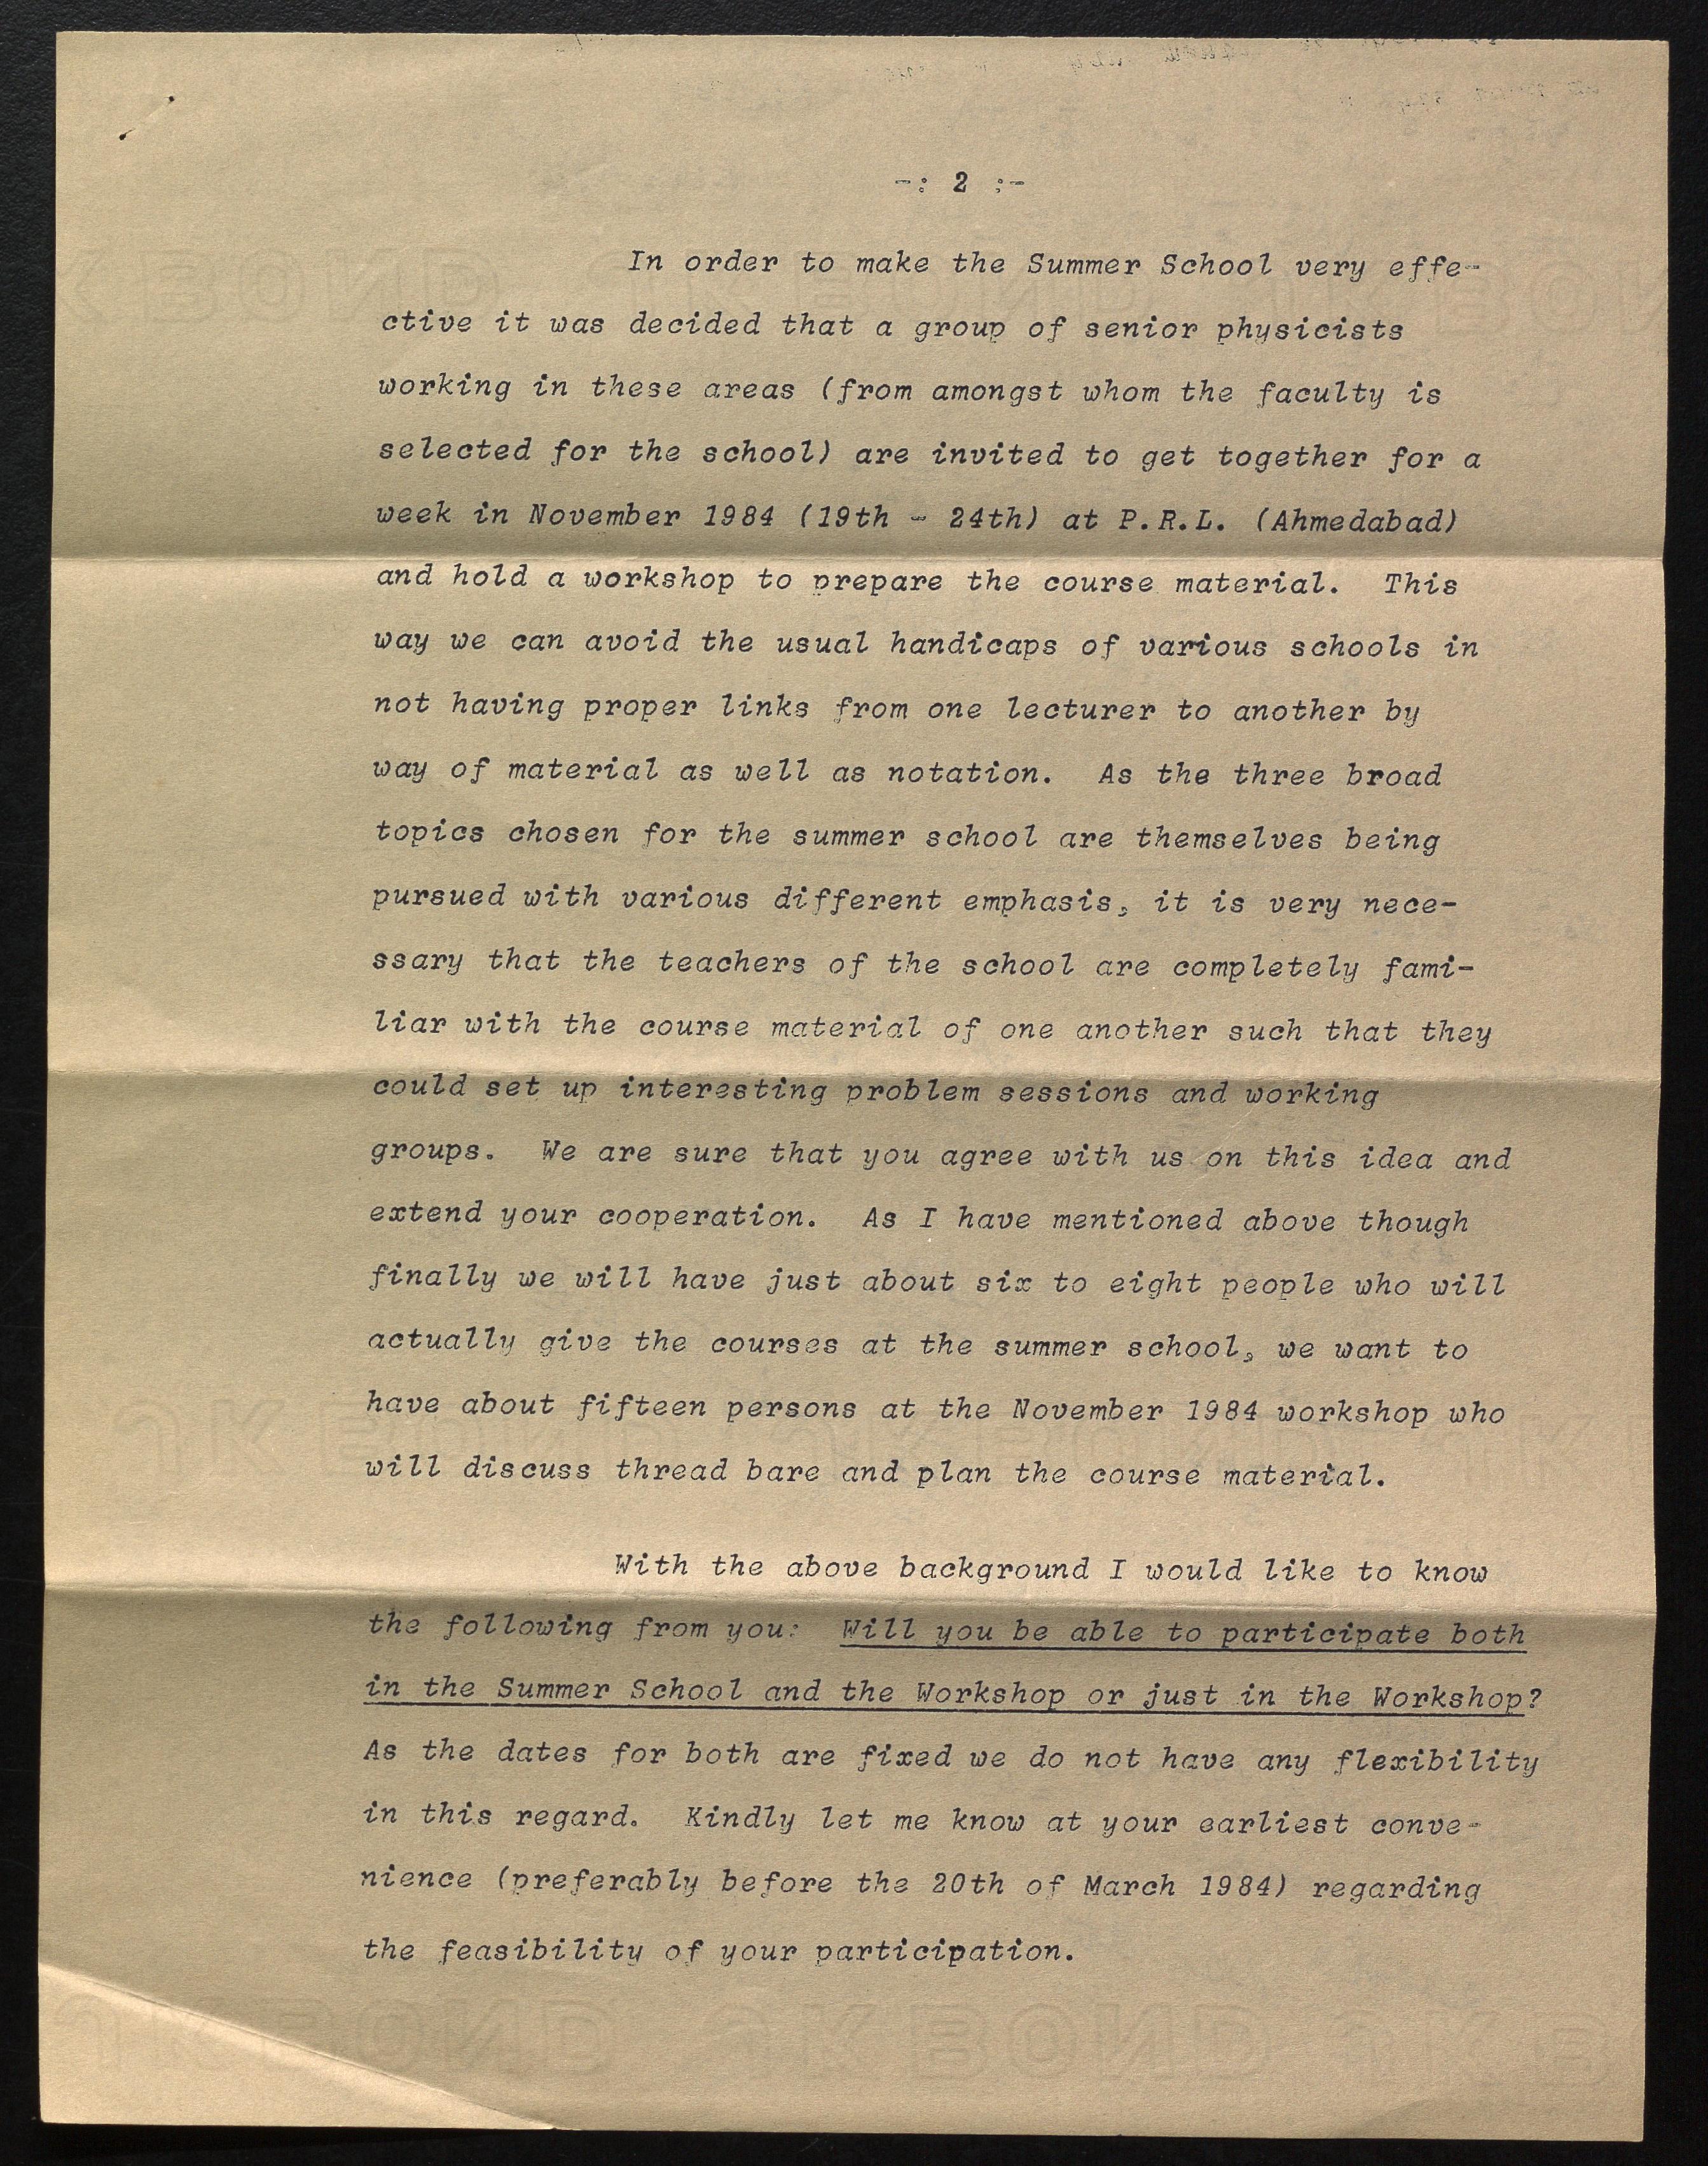 -: 2 :-
In order to make the Summer School very effe-
ctive it was decided that a group of senior physicists
working in these areas (from amongst whom the faculty is
selected for the school) are invited to get together for a
week in November 1984 (19th - 24th) at P.R.L. (Ahmedabad)
and hold a workshop to prepare the course material.  This
way we can avoid the usual handicaps of various schools in
not having proper links from one lecturer to another by
way of material as well as notation.  As the three broad
topics chosen for the summer school are themselves being
pursued with various different emphasis, it is very nece-
ssary that the teachers of the school are completely fami-
liar with the course material of one another such that they
could set up interesting problem sessions and working
groups.  We are sure that you agree with us on this idea and
extend your cooperation.  As I have mentioned above though
finally we will have just about six to eight people who will
actually give the courses at the summer school, we want to
have about fifteen persons at the November 1984 workshop who
will discuss thread bare and plan the course material.
With the above background I would like to know
the following from you:  Will you be able to participate both
in the Summer School and the Workshop or just in the Workshop?
As the dates for both are fixed we do not have any flexibility
in this regard.  Kindly let me know at your earliest conve-
nience (preferably before the 20th of March 1984) regarding
the feasibility of your participation.